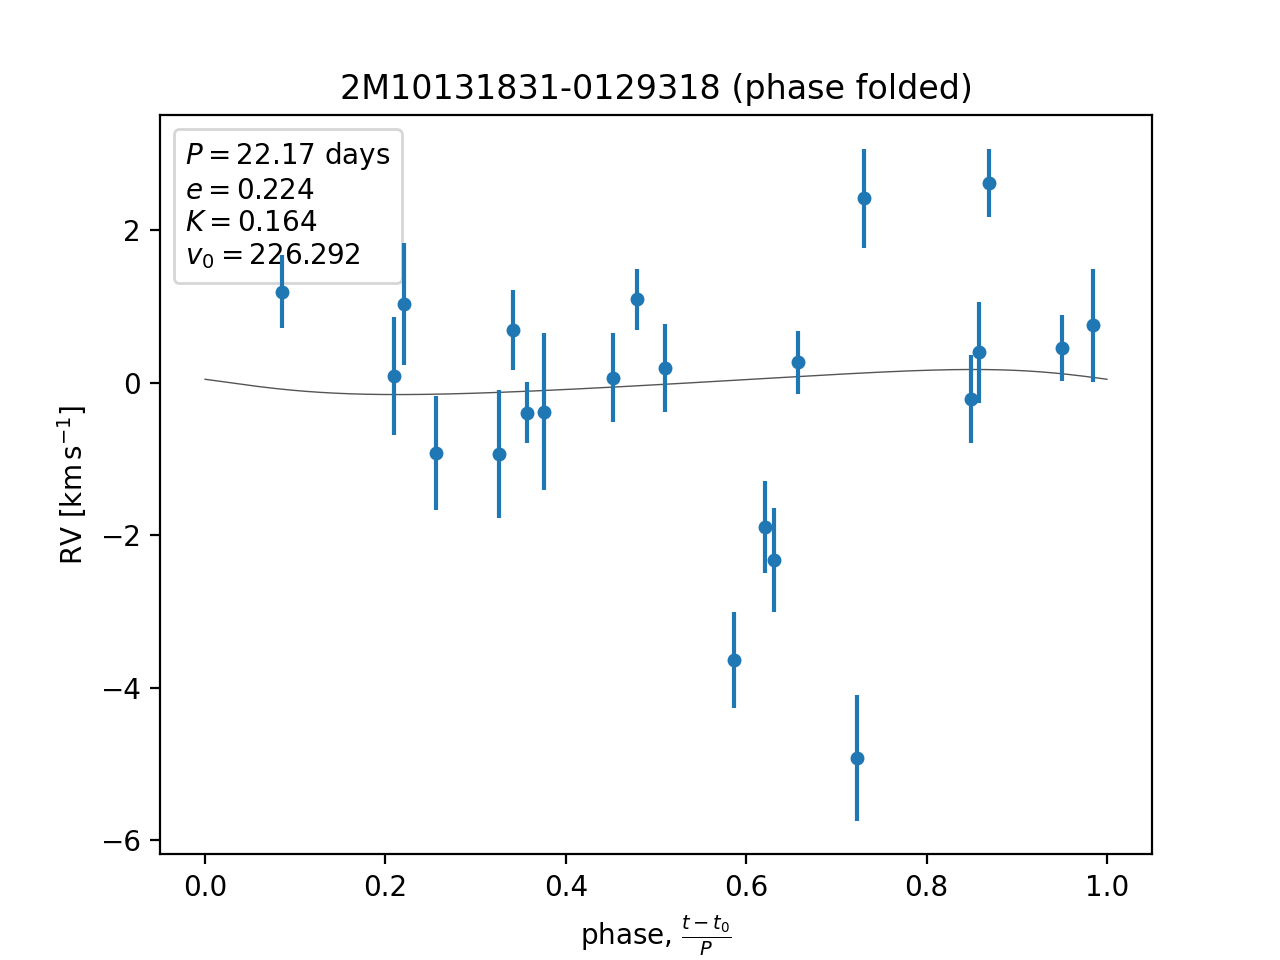 2M10131831-0129318 (phase folded)
P = 22.17 days
e = 0.224
K = 0.164
v₀ = 226.292
RV [km s⁻¹]
2
0
−2
−4
−6
0.0 0.2 0.4 0.6 0.8 1.0
phase, (t − t₀)/P